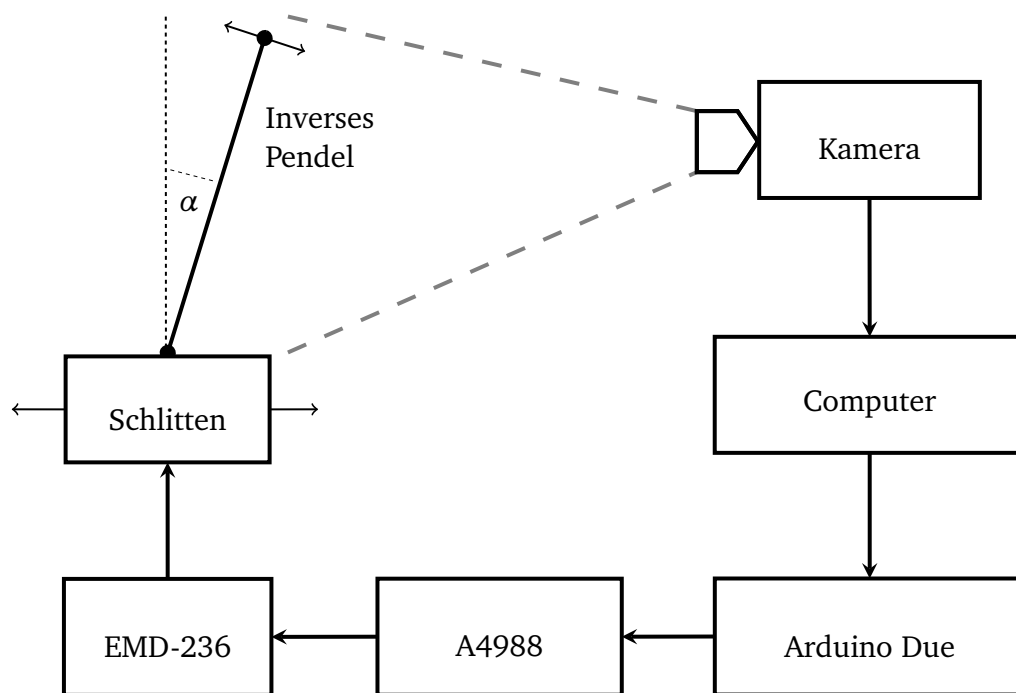 Inverses
Pendel
Kamera
α
Computer
Schlitten
EMD-236
A4988
Arduino Due